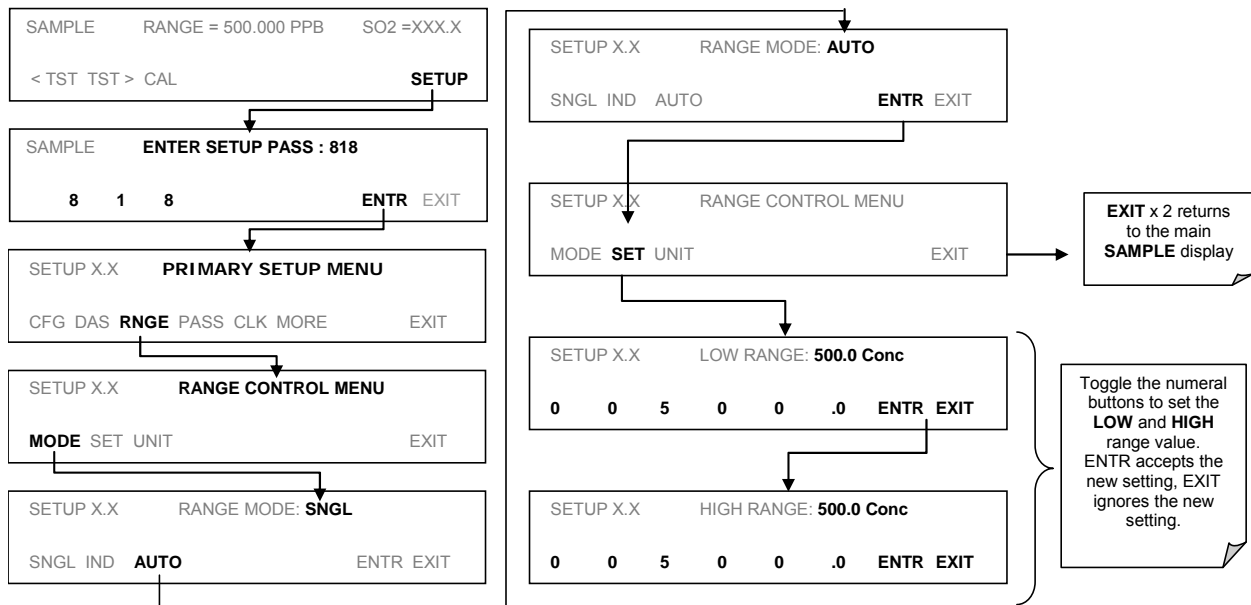 SAMPLE RANGE = 500.000 PPB SO2 =XXX.X
< TST TST > CAL SETUP
SAMPLE ENTER SETUP PASS : 818
8 1 8 ENTR EXIT
SETUP X.X PRIMARY SETUP MENU
CFG DAS RNGE PASS CLK MORE EXIT
SETUP X.X RANGE CONTROL MENU
MODE SET UNIT EXIT
SETUP X.X RANGE MODE: SNGL
SNGL IND AUTO ENTR EXIT
SETUP X.X RANGE MODE: AUTO
SNGL IND AUTO ENTR EXIT
SETUP X.X RANGE CONTROL MENU
MODE SET UNIT EXIT
EXIT x 2 returns
to the main
SAMPLE display
SETUP X.X LOW RANGE: 500.0 Conc
0 0 5 0 0 .0 ENTR EXIT
SETUP X.X HIGH RANGE: 500.0 Conc
0 0 5 0 0 .0 ENTR EXIT
Toggle the numeral
buttons to set the
LOW and HIGH
range value.
ENTR accepts the
new setting, EXIT
ignores the new
setting.